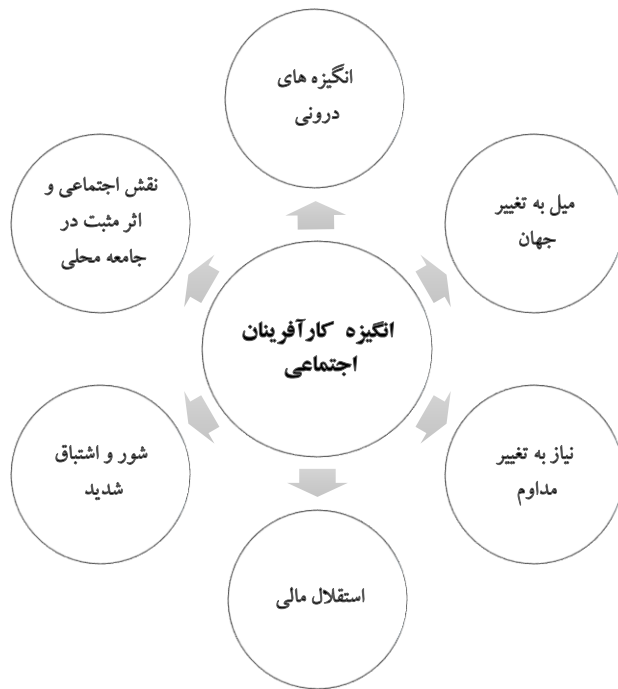 انگیزه های
درونی
میل به تغییر
جهان
نیاز به تغییر
مداوم
استقلال مالی
شور و اشتباق
شدید
نقش اجتماعی و
اثر مثبت در
جامعه محلی
انگیزه کارآفرینان
اجتماعی